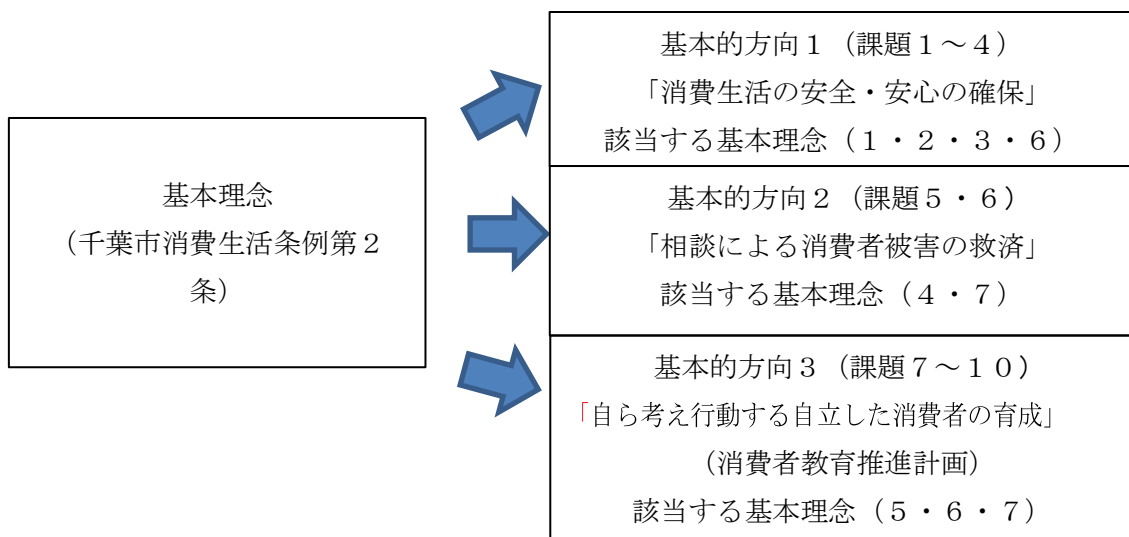 基本理念
（千葉市消費生活条例第２
条）
基本的方向１（課題１～４）
「消費生活の安全・安心の確保」
該当する基本理念（１・２・３・６）
基本的方向２（課題５・６）
「相談による消費者被害の救済」
該当する基本理念（４・７）
基本的方向３（課題７～１０）
「自ら考え行動する自立した消費者の育成」
（消費者教育推進計画）
該当する基本理念（５・６・７）